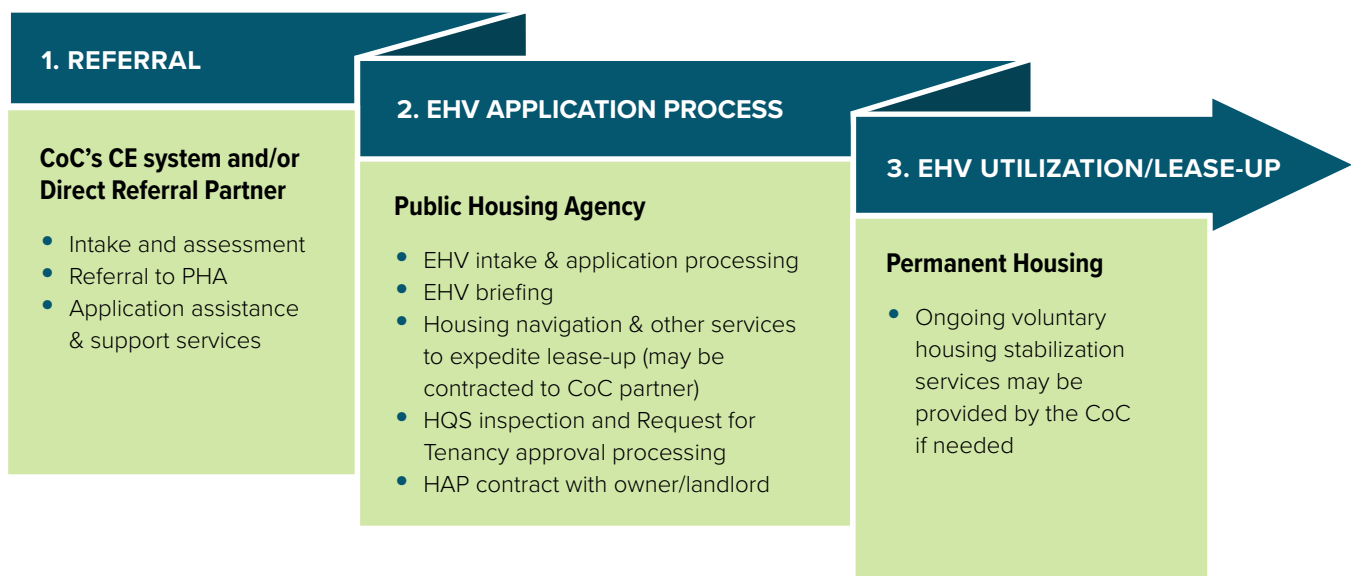 1. REFERRAL
CoC’s CE system and/or
Direct Referral Partner
• Intake and assessment
• Referral to PHA
• Application assistance
& support services
2. EHV APPLICATION PROCESS
Public Housing Agency
• EHV intake & application processing
• EHV briefing
• Housing navigation & other services
to expedite lease-up (may be
contracted to CoC partner)
• HQS inspection and Request for
Tenancy approval processing
• HAP contract with owner/landlord
3. EHV UTILIZATION/LEASE-UP
Permanent Housing
• Ongoing voluntary
housing stabilization
services may be
provided by the CoC
if needed